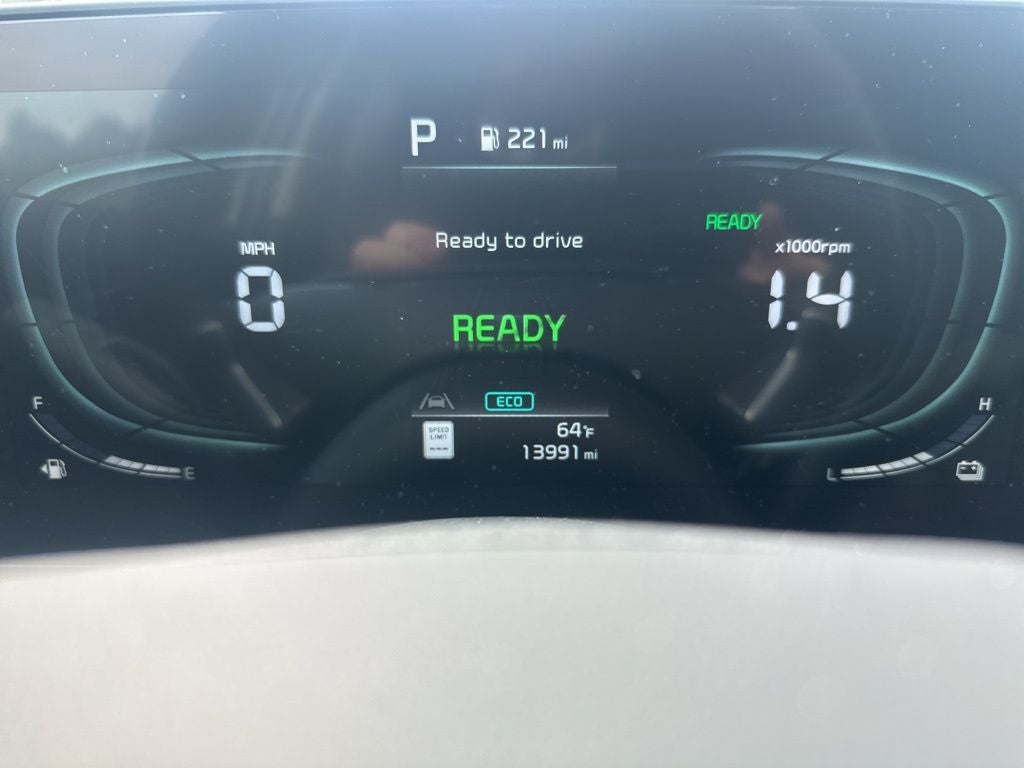 P 221 mi
READY
MPH
Ready to drive
x1000rpm
0
1.4
READY
F
ECO
H
SPEED LIMIT
64°F
13991 mi
E
L